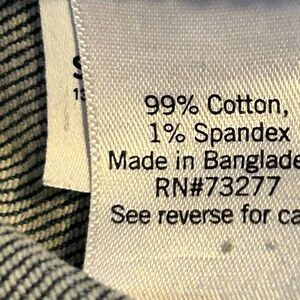 99% Cotton,
1% Spandex
Made in Banglade
RN#73277
See reverse for ca